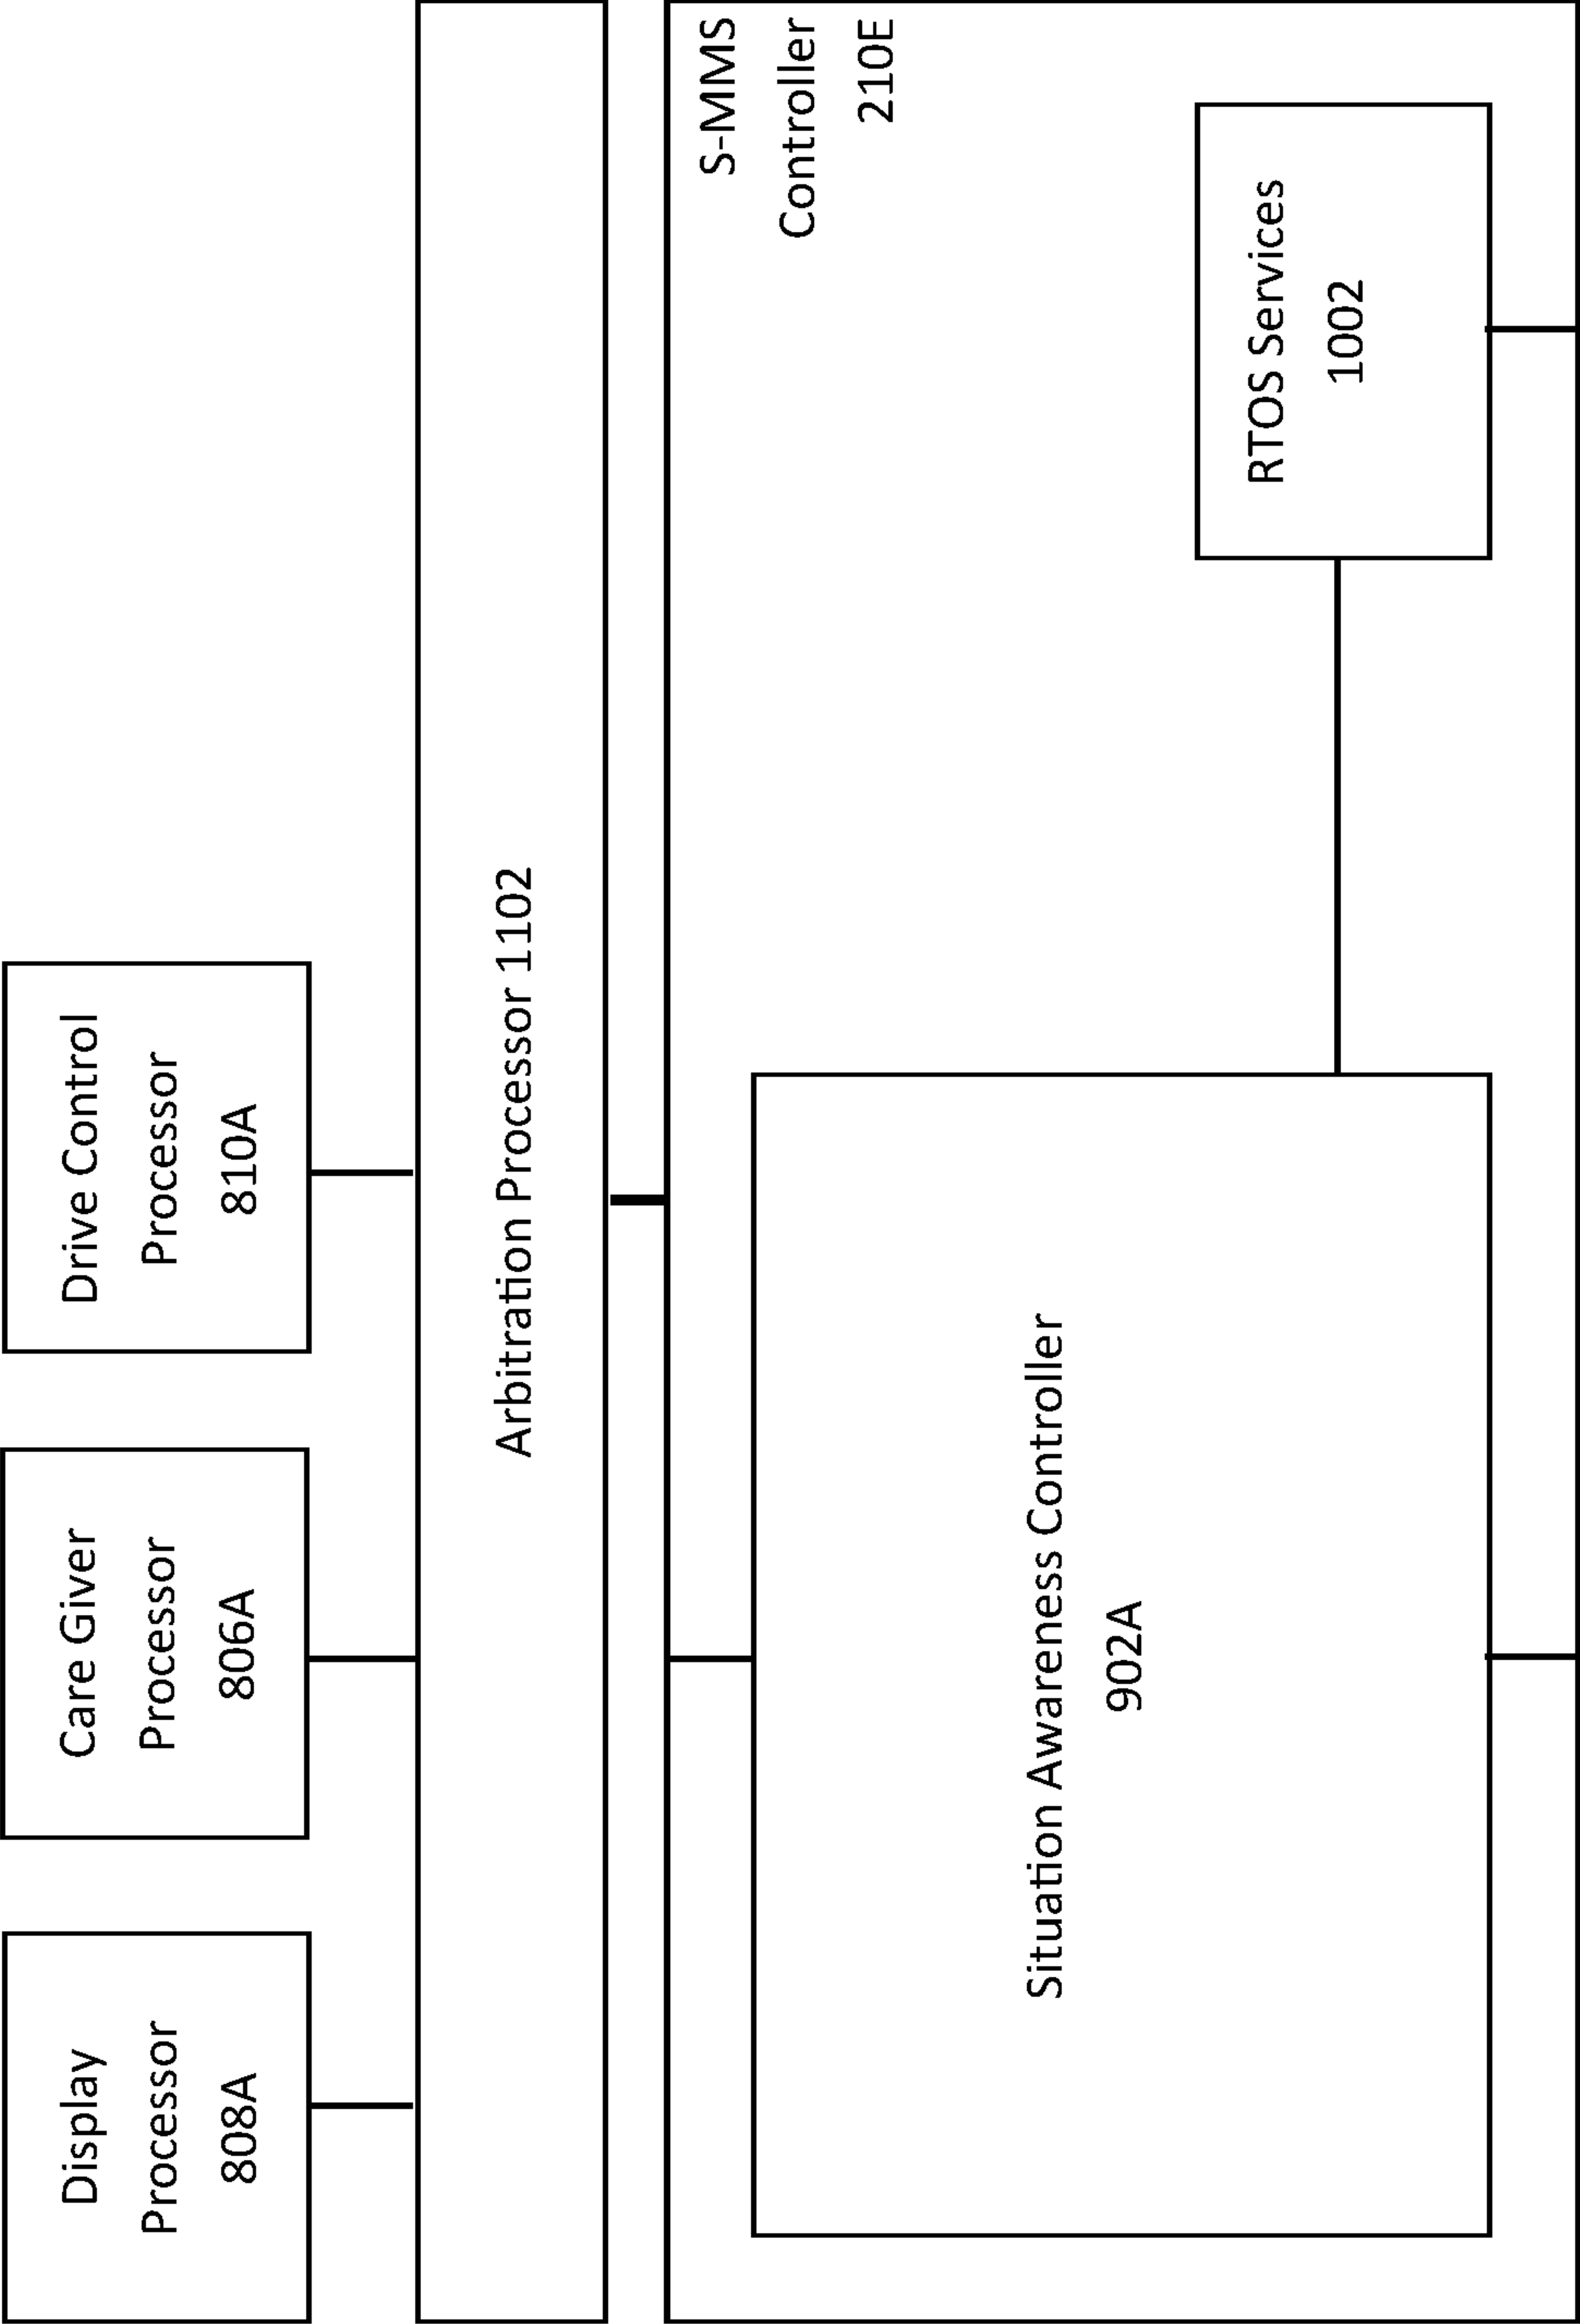 Display
Processor
808A
Care Giver
Processor
806A
Drive Control
Processor
810A
Arbitration Processor 1102
S-MMS
Controller
210E
Situation Awareness Controller
902A
RTOS Services
1002